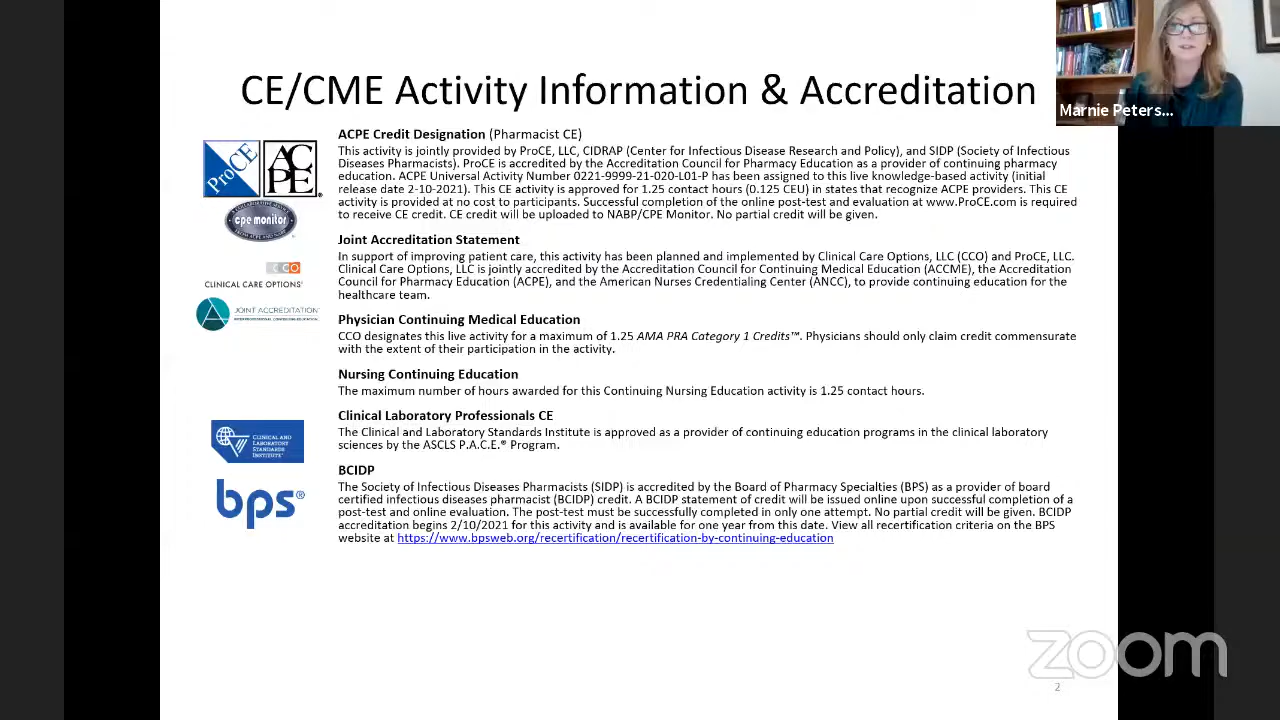 CE/CME Activity Information & Accreditation
Marnie Peters...
ProCE
ACPE®
cpe monitor
ACPE Credit Designation (Pharmacist CE)
This activity is jointly provided by ProCE, LLC, CIDRAP (Center for Infectious Disease Research and Policy), and SIDP (Society of Infectious
Diseases Pharmacists). ProCE is accredited by the Accreditation Council for Pharmacy Education as a provider of continuing pharmacy
education. ACPE Universal Activity Number 0221-9999-21-020-L01-P has been assigned to this live knowledge-based activity (initial
release date 2-10-2021). This CE activity is approved for 1.25 contact hours (0.125 CEU) in states that recognize ACPE providers. This CE
activity is provided at no cost to participants. Successful completion of the online post-test and evaluation at www.ProCE.com is required
to receive CE credit. CE credit will be uploaded to NABP/CPE Monitor. No partial credit will be given.
CCO
CLINICAL CARE OPTIONS®
JOINT ACCREDITATION™
INTERPROFESSIONAL CONTINUING EDUCATION
Joint Accreditation Statement
In support of improving patient care, this activity has been planned and implemented by Clinical Care Options, LLC (CCO) and ProCE, LLC.
Clinical Care Options, LLC is jointly accredited by the Accreditation Council for Continuing Medical Education (ACCME), the Accreditation
Council for Pharmacy Education (ACPE), and the American Nurses Credentialing Center (ANCC), to provide continuing education for the
healthcare team.
Physician Continuing Medical Education
CCO designates this live activity for a maximum of 1.25 AMA PRA Category 1 Credits™. Physicians should only claim credit commensurate
with the extent of their participation in the activity.
Nursing Continuing Education
The maximum number of hours awarded for this Continuing Nursing Education activity is 1.25 contact hours.
CLINICAL AND
LABORATORY
STANDARDS
INSTITUTE®
Clinical Laboratory Professionals CE
The Clinical and Laboratory Standards Institute is approved as a provider of continuing education programs in the clinical laboratory
sciences by the ASCLS P.A.C.E.® Program.
bps®
BCIDP
The Society of Infectious Diseases Pharmacists (SIDP) is accredited by the Board of Pharmacy Specialties (BPS) as a provider of board
certified infectious diseases pharmacist (BCIDP) credit. A BCIDP statement of credit will be issued online upon successful completion of a
post-test and online evaluation. The post-test must be successfully completed in only one attempt. No partial credit will be given. BCIDP
accreditation begins 2/10/2021 for this activity and is available for one year from this date. View all recertification criteria on the BPS
website at https://www.bpsweb.org/recertification/recertification-by-continuing-education
zoom
2